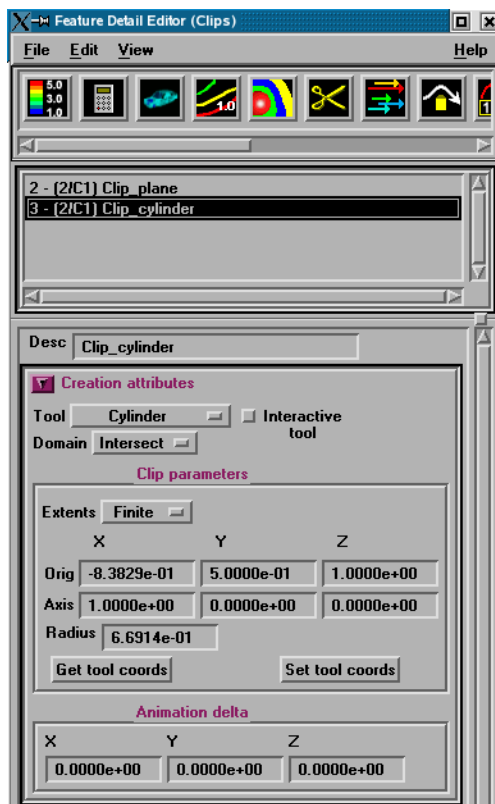 Feature Detail Editor (Clips)
File Edit View Help
5.0
3.0
1.0
1.0
1
2 - (2/C1) Clip_plane
3 - (2/C1) Clip_cylinder
Desc Clip_cylinder
Creation attributes
Tool Cylinder Interactive tool
Domain Intersect
Clip parameters
Extents Finite
X Y Z
Orig -8.3829e-01 5.0000e-01 1.0000e+00
Axis 1.0000e+00 0.0000e+00 0.0000e+00
Radius 6.6914e-01
Get tool coords Set tool coords
Animation delta
X Y Z
0.0000e+00 0.0000e+00 0.0000e+00